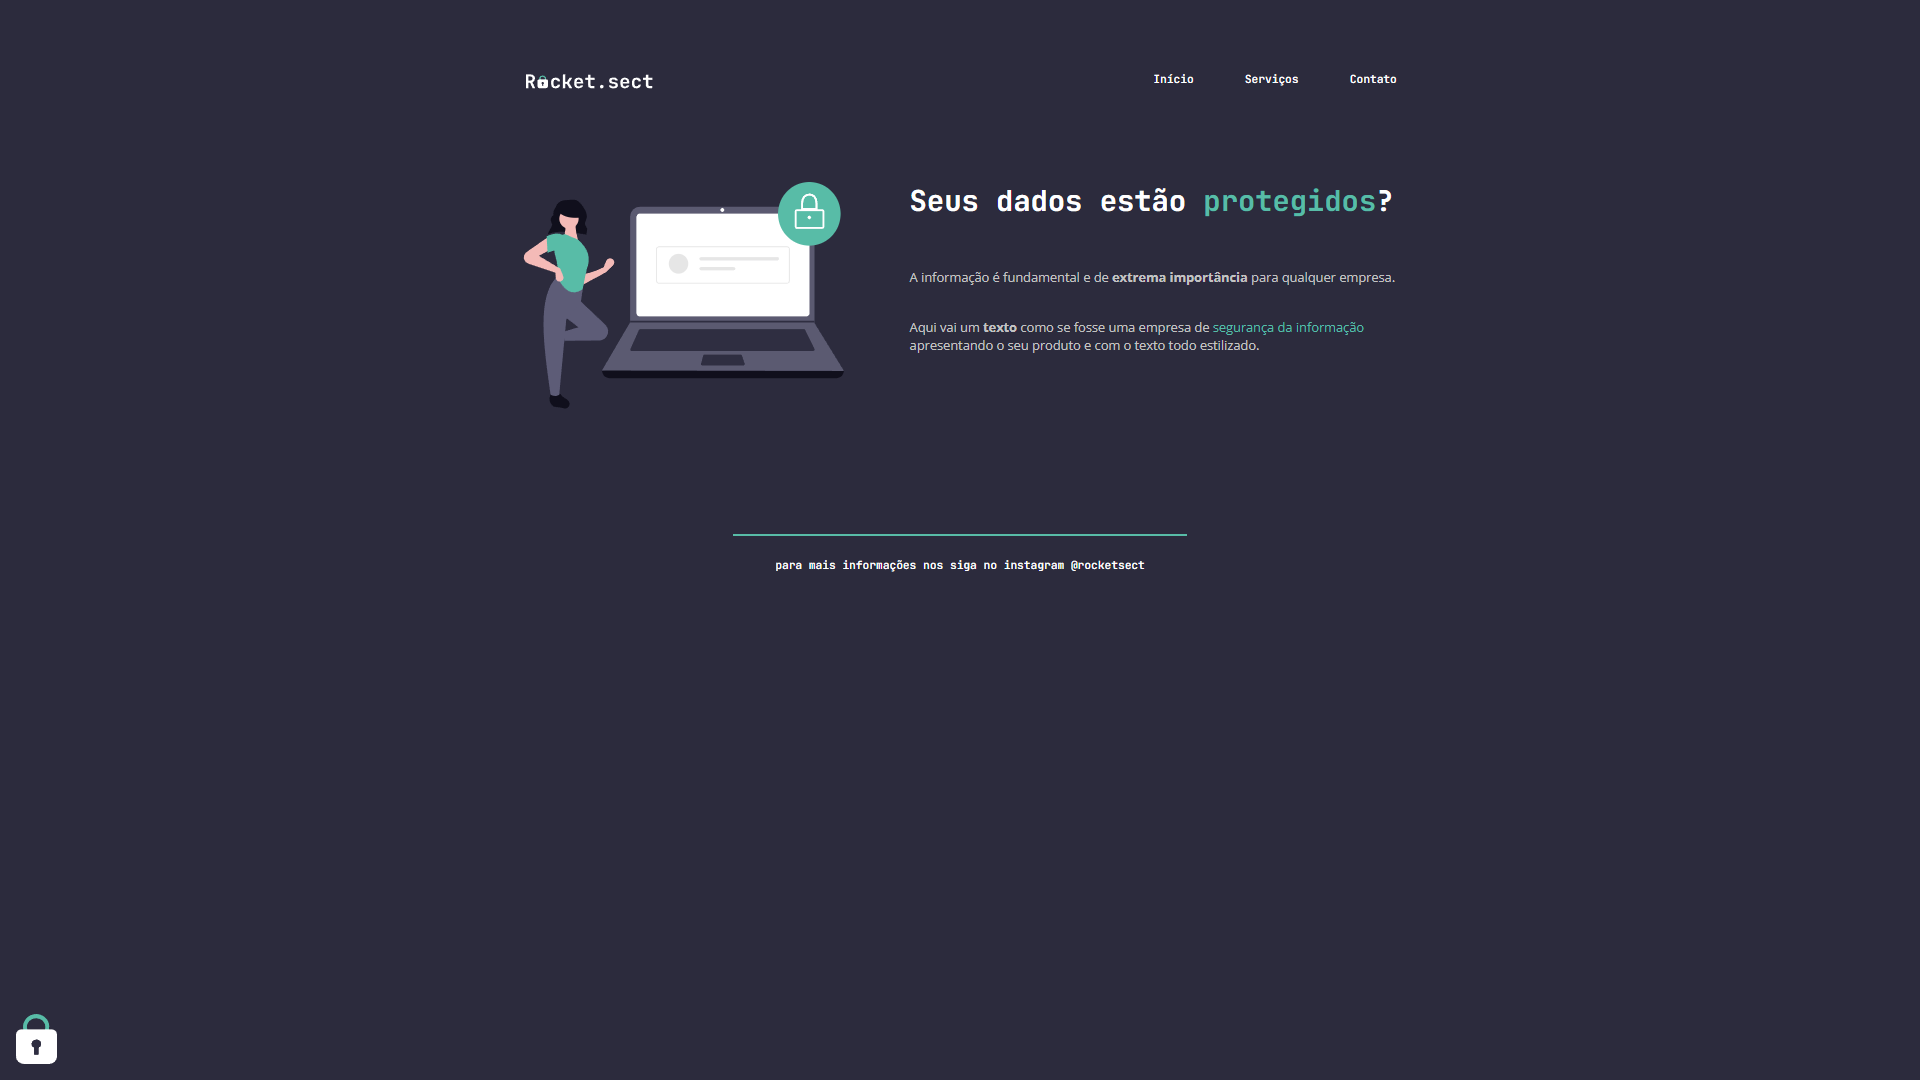 Rocket.sect
Início
Serviços
Contato
Seus dados estão protegidos?
A informação é fundamental e de extrema importância para qualquer empresa.
Aqui vai um texto como se fosse uma empresa de segurança da informação
apresentando o seu produto e com o texto todo estilizado.
para mais informações nos siga no instagram @rocketsect